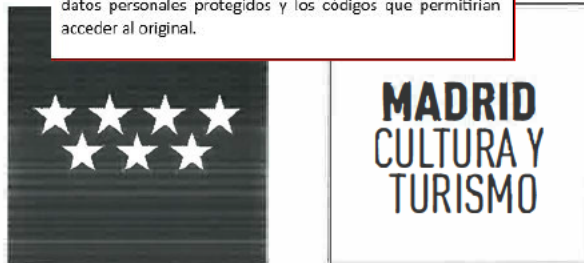 datos personales protegidos y los códigos que permitirían
acceder al original.
MADRID
CULTURA Y
TURISMO